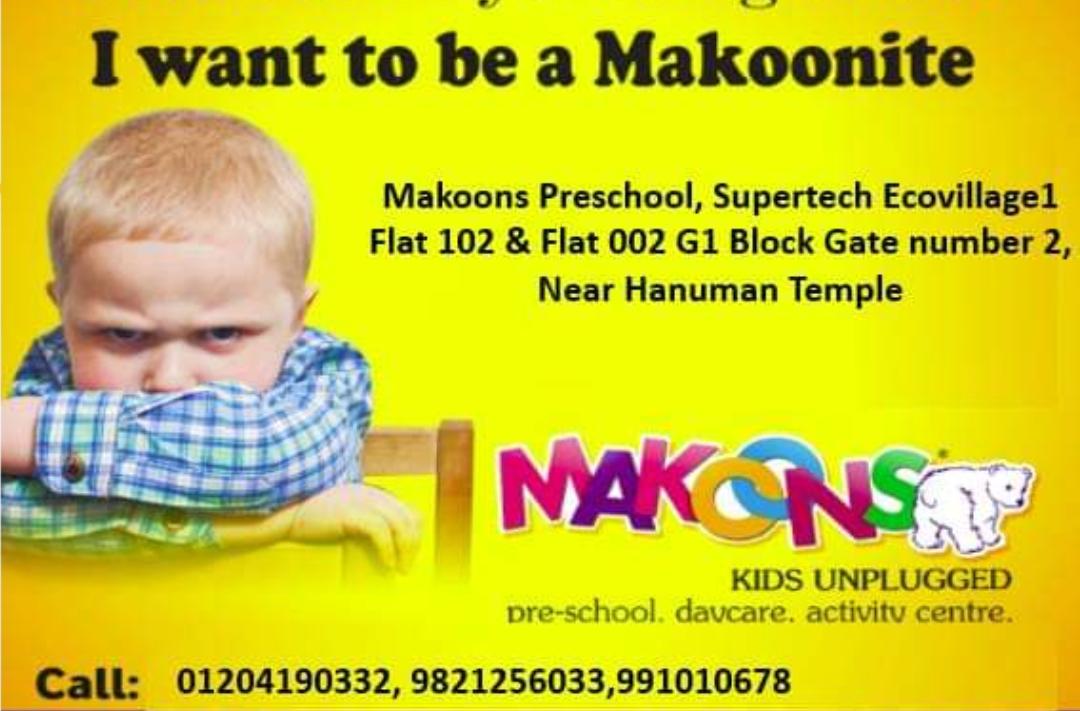 I want to be a Makoonite
Makoons Preschool, Supertech Ecovillage1
Flat 102 & Flat 002 G1 Block Gate number 2,
Near Hanuman Temple
MAKOONS
KIDS UNPLUGGED
pre-school. daycare. activity centre.
Call: 01204190332, 9821256033,991010678